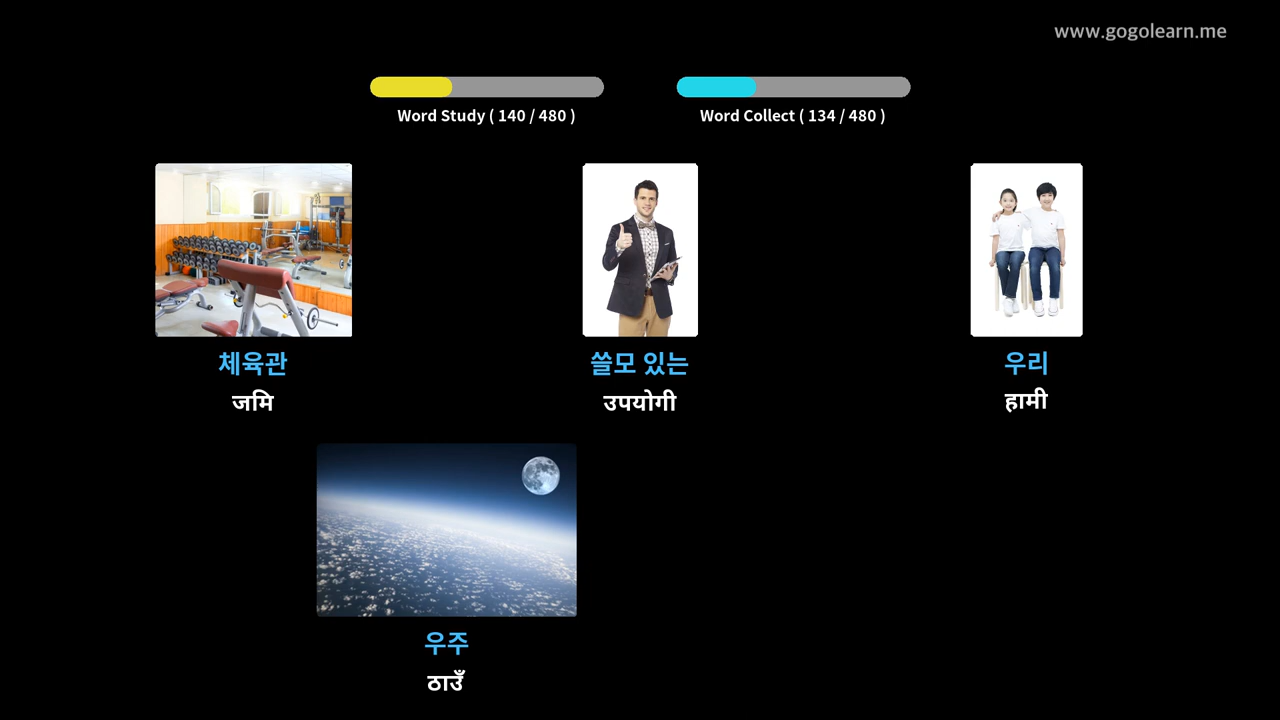 www.gogolearn.me
Word Study ( 140 / 480 )
Word Collect ( 134 / 480 )
체육관
쓸모 있는
우리
जमि
उपयोगी
हामी
우주
ठाउँ